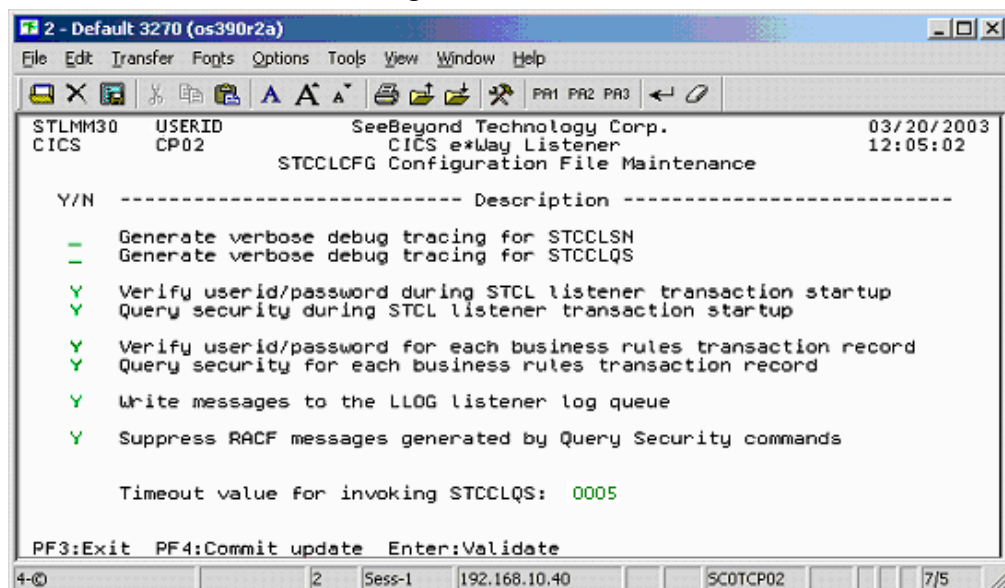 2 - Default 3270 (os390r2a)
File Edit Transfer Fonts Options Tools View Window Help
A A A PA1 PA2 PA3
STLMM30 USERID SeeBeyond Technology Corp. 03/20/2003
CICS CP02 CICS e*Way Listener 12:05:02
STCCLCFG Configuration File Maintenance
Y/N ---------------------------- Description ---------------------------
_ Generate verbose debug tracing for STCCLSN
_ Generate verbose debug tracing for STCCLQS
Y Verify userid/password during STCL listener transaction startup
Y Query security during STCL listener transaction startup
Y Verify userid/password for each business rules transaction record
Y Query security for each business rules transaction record
Y Write messages to the LLOG listener log queue
Y Suppress RACF messages generated by Query Security commands
Timeout value for invoking STCCLQS: 0005
PF3:Exit PF4:Commit update Enter:Validate
4-© 2 Sess-1 192.168.10.40 SC0TCP02 7/5